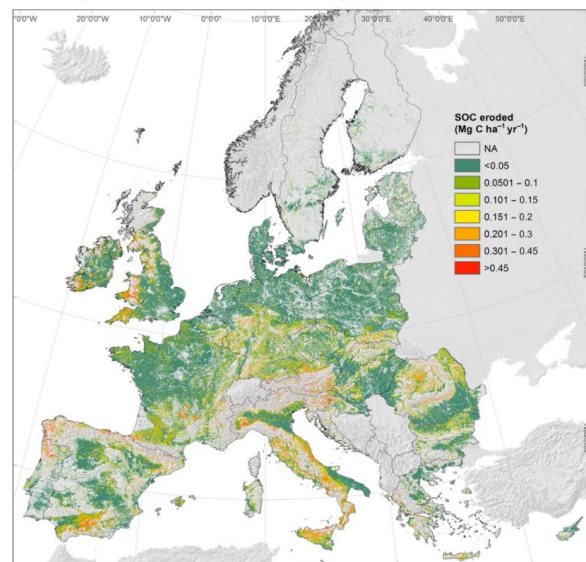 20°0'0"W 10°0'0"W 0°0'0" 10°0'0"E 20°0'0"E 30°0'0"E 40°0'0"E 50°0'0"E
SOC eroded
(Mg C ha⁻¹ yr⁻¹)
NA
<0.05
0.0501 – 0.1
0.101 – 0.15
0.151 – 0.2
0.201 – 0.3
0.301 – 0.45
>0.45